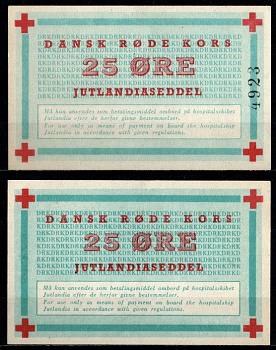 DANSK RØDE KORS
25 ØRE
JUTLANDIASEDDEL
Må kun anvendes som betalingsmiddel ombord på hospitalsskibet
Jutlandia efter de herfor givne bestemmelser.
For use only as means of payment on board the hospitalship
Jutlandia in accordance with given regulations.
4923
DANSK RØDE KORS
25 ØRE
JUTLANDIASEDDEL
Må kun anvendes som betalingsmiddel ombord på hospitalsskibet
Jutlandia efter de herfor givne bestemmelser.
For use only as means of payment on board the hospitalship
Jutlandia in accordance with given regulations.